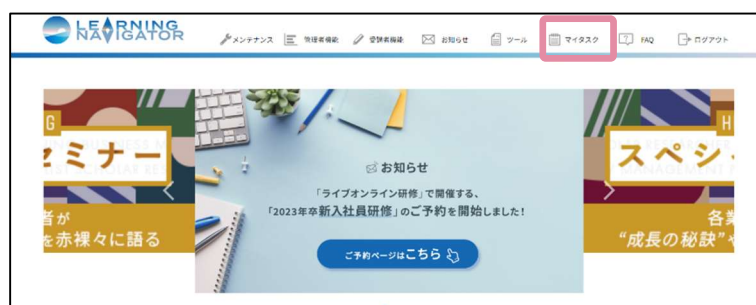 LEARNING
NAVIGATOR
メンテナンス 管理者機能 受講者機能 お知らせ ツール マイタスク FAQ ログアウト
G
セミナー
者が
を赤裸々に語る
お知らせ
「ライブオンライン研修」で開催する、
「2023年卒新入社員研修」のご予約を開始しました!
ご予約ページはこちら
H
スペシ
各業
“成長の秘訣”や